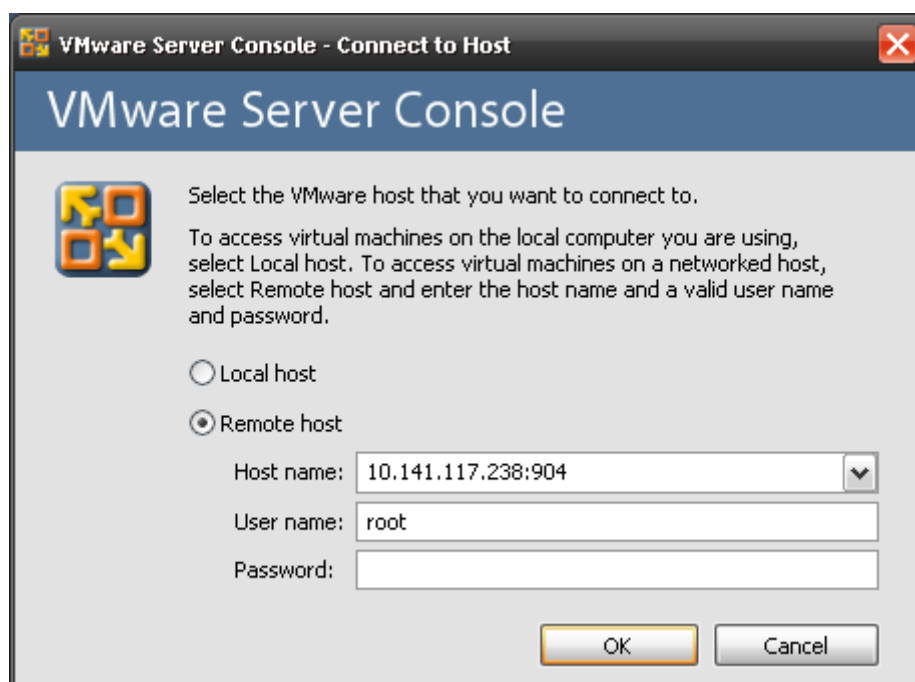 VMware Server Console - Connect to Host
VMware Server Console
Select the VMware host that you want to connect to.
To access virtual machines on the local computer you are using,
select Local host. To access virtual machines on a networked host,
select Remote host and enter the host name and a valid user name
and password.
Local host
Remote host
Host name: 10.141.117.238:904
User name: root
Password:
OK Cancel